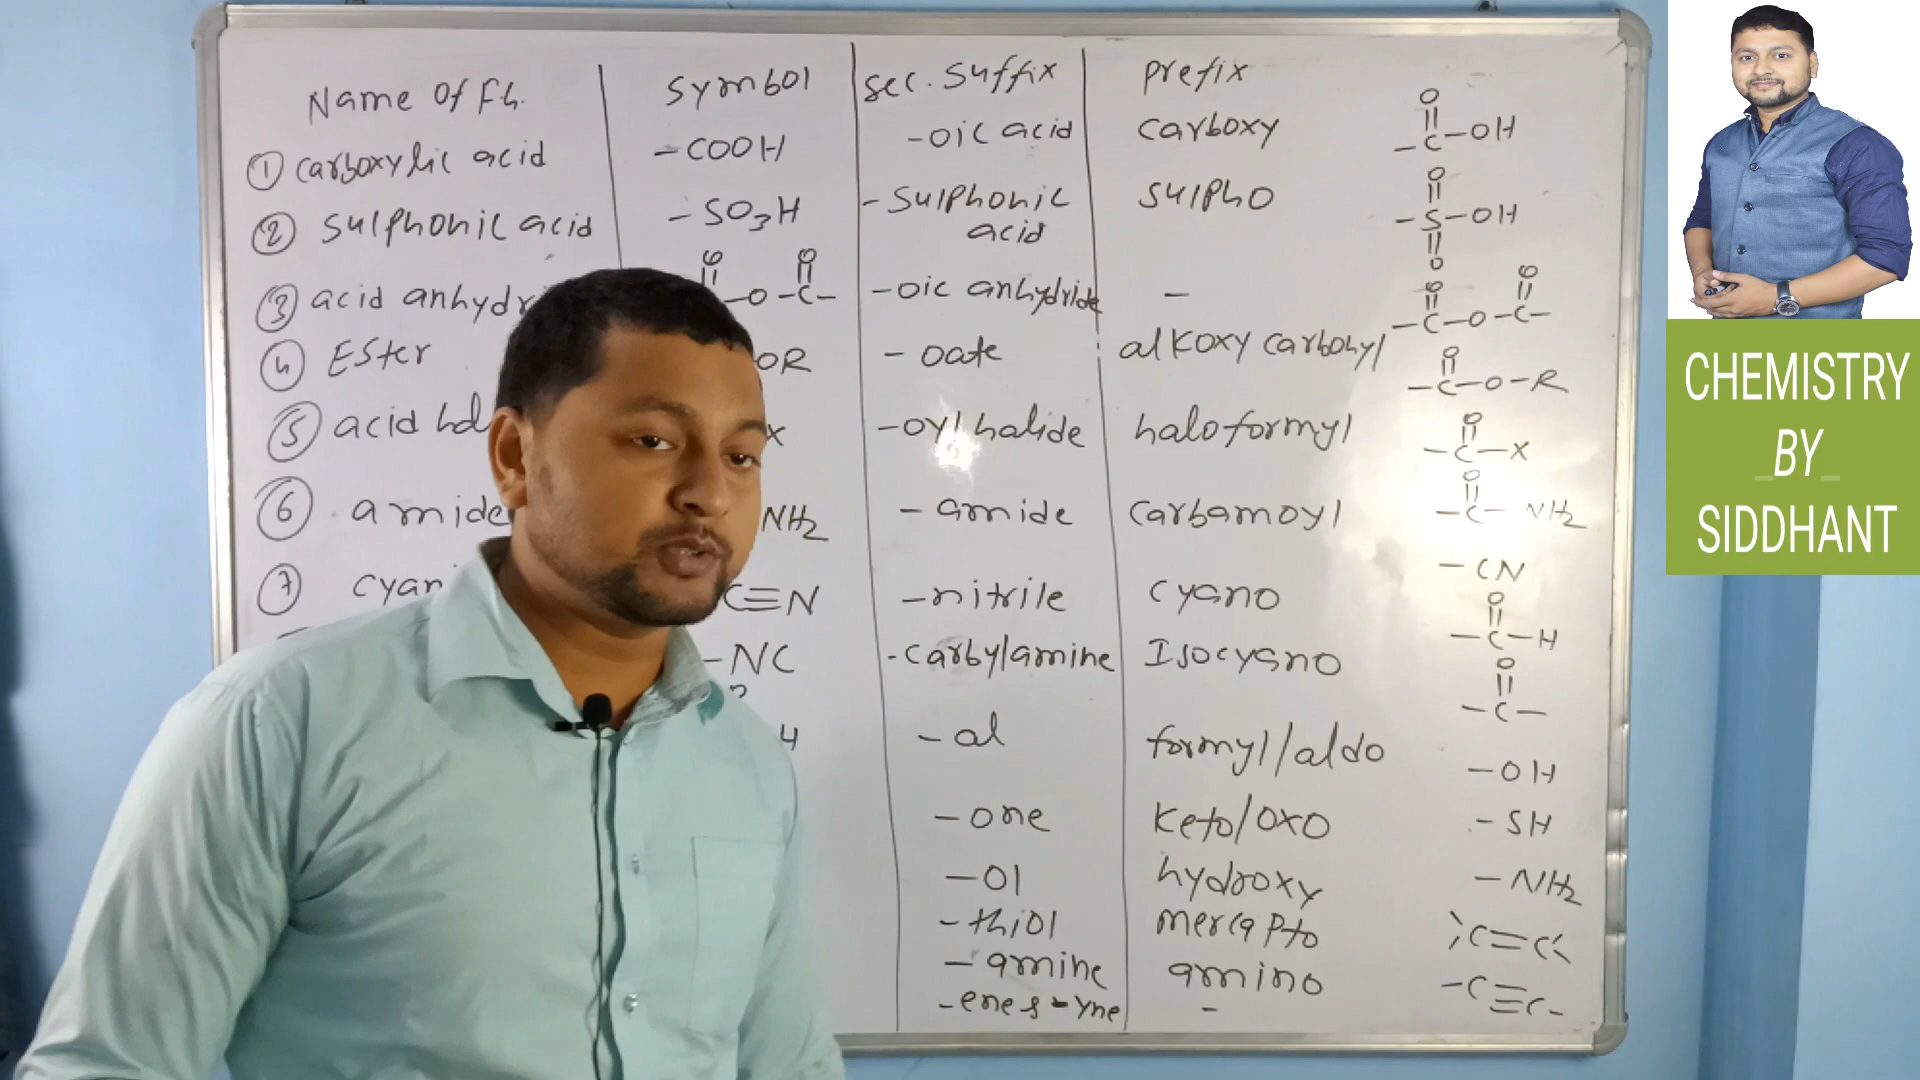 Name Of F.G. symbol sec. suffix prefix
① carboxylic acid -COOH -oic acid carboxy -C-OH
O
② sulphonic acid -SO3H -sulphonic acid sulpho -S-OH
O
O
③ acid anhydr -O-C- -oic anhydride - -C-O-C-
O O
O O
④ Ester OR - oate alkoxy carbonyl -C-O-R
O
⑤ acid hal x -oyl halide haloformyl -C-X
O
⑥ amide NH2 - amide carbamoyl -C-NH2
O
⑦ cyan C≡N -nitrile cyano -CN
-NC -carbylamine Isocyano -C-H
O
- al formyl/aldo -C-
O
- one Keto/oxo -OH
- ol hydroxy -SH
- thiol mercapto -NH2
- amine amino >C=C<
-ene & -yne - -C≡C-
CHEMISTRY
_BY_
SIDDHANT